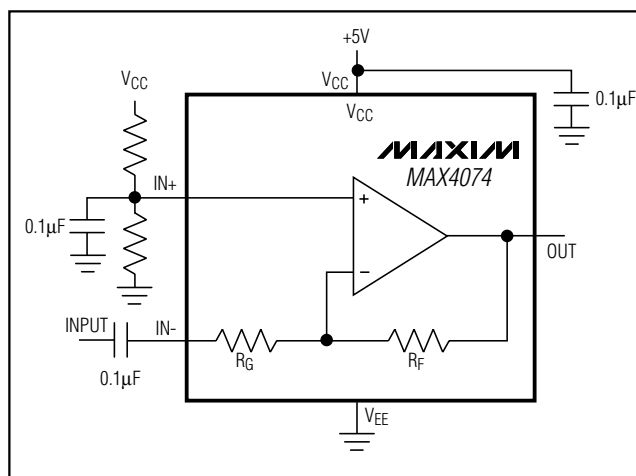 +5V
VCC
VCC
0.1µF
VCC
MAXIM
MAX4074
IN+
+
0.1µF
−
OUT
INPUT
IN-
RG
RF
0.1µF
VEE